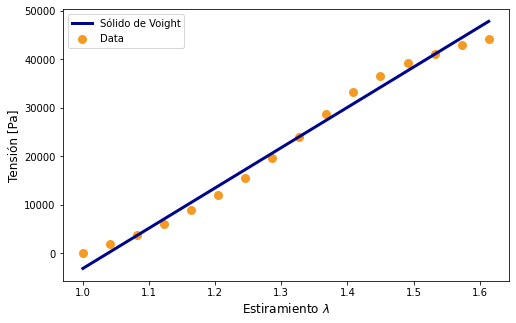 50000
40000
30000
20000
10000
0
Tensión [Pa]
Sólido de Voight
Data
1.0 1.1 1.2 1.3 1.4 1.5 1.6
Estiramiento λ